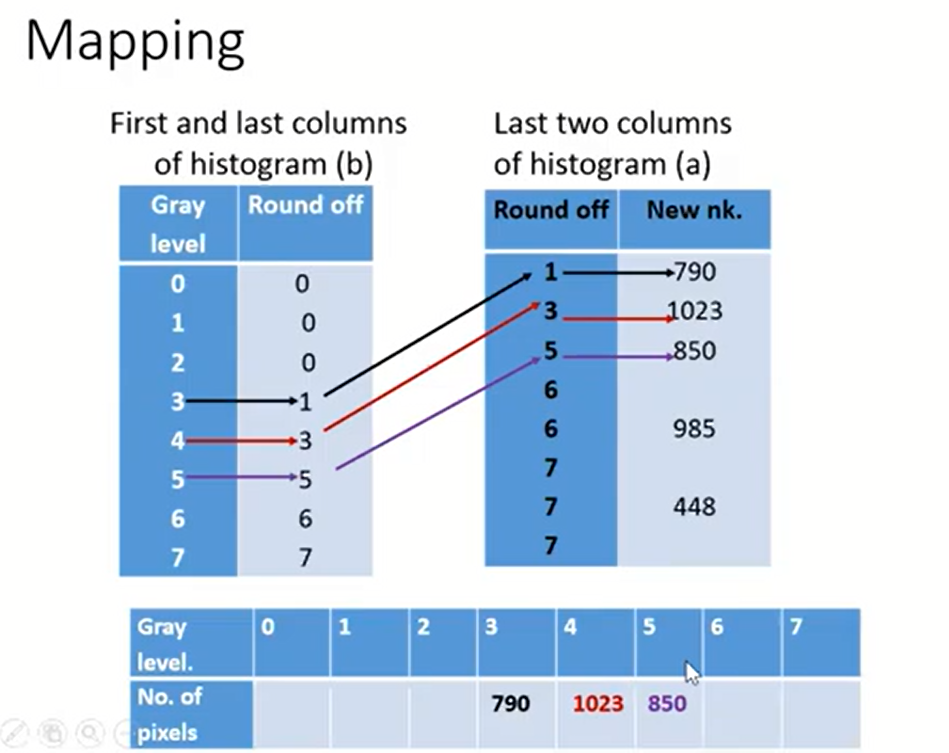 Mapping
First and last columns
of histogram (b)
Gray
level
Round off
0 0
1 0
2 0
3 1
4 3
5 5
6 6
7 7
Last two columns
of histogram (a)
Round off New nk.
1 790
3 1023
5 850
6
6 985
7
7 448
7
Gray
level.
0 1 2 3 4 5 6 7
No. of
pixels
790 1023 850